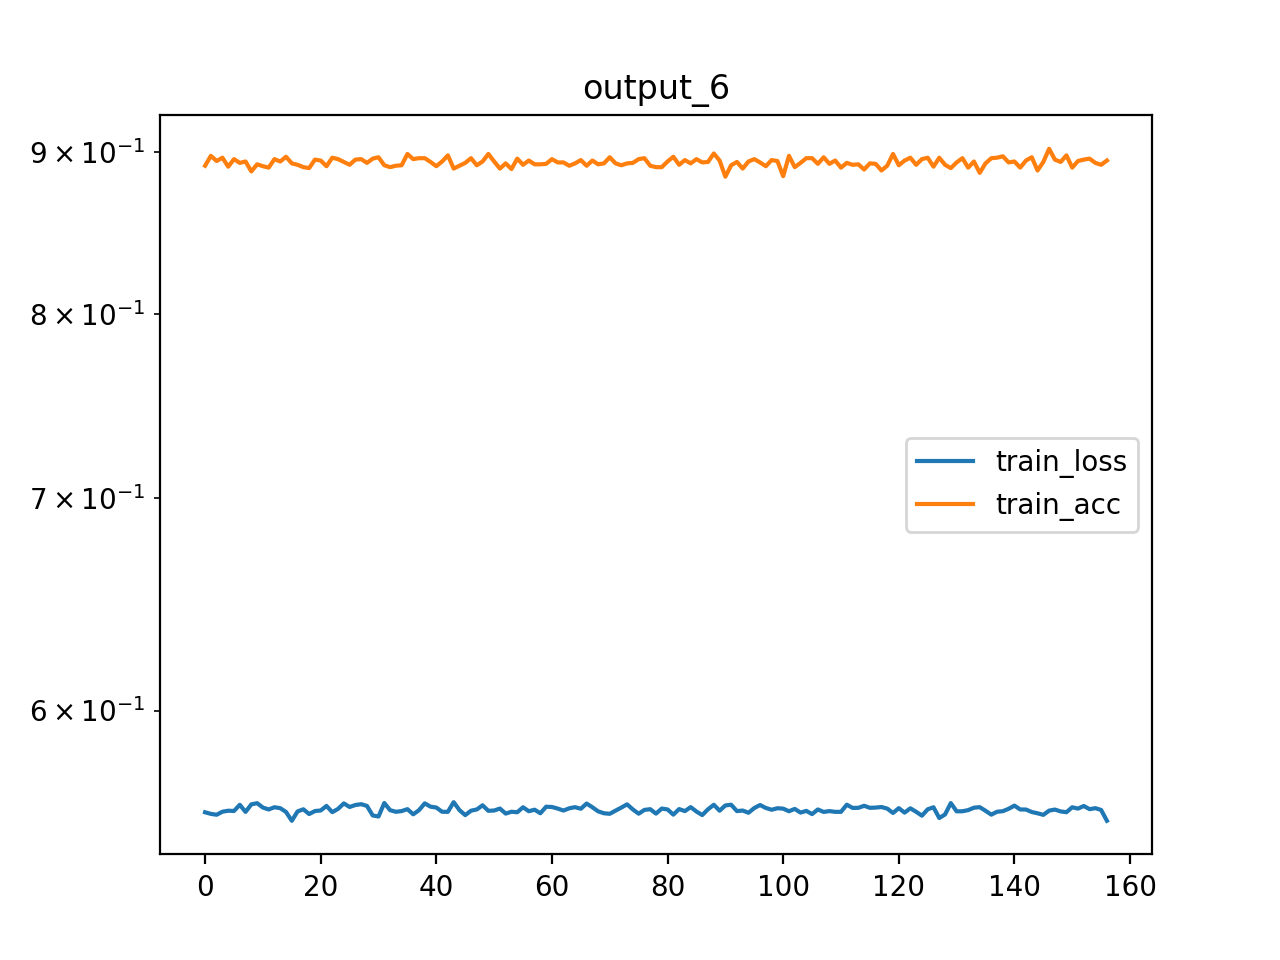 output_6
9 × 10⁻¹
8 × 10⁻¹
7 × 10⁻¹
6 × 10⁻¹
train_loss
train_acc
0 20 40 60 80 100 120 140 160